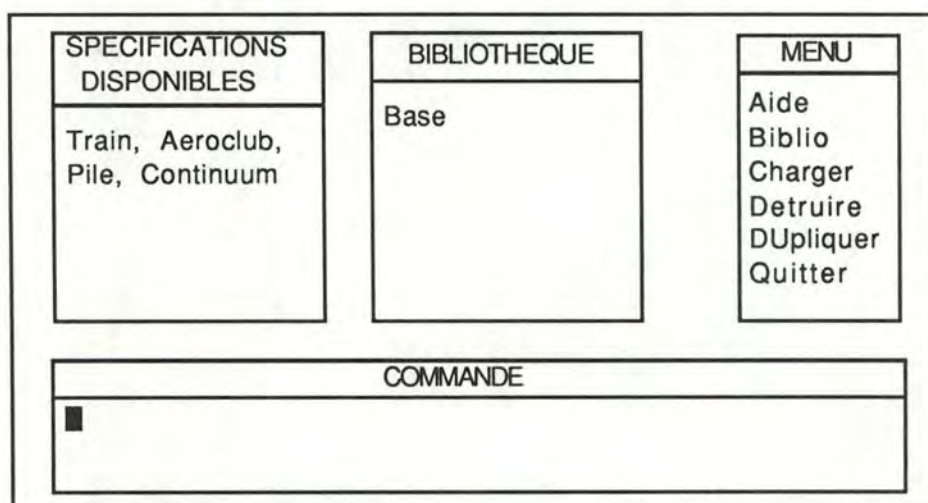 SPECIFICATIONS
DISPONIBLES
Train, Aeroclub,
Pile, Continuum
BIBLIOTHEQUE
Base
MENU
Aide
Biblio
Charger
Detruire
DUpliquer
Quitter
COMMANDE